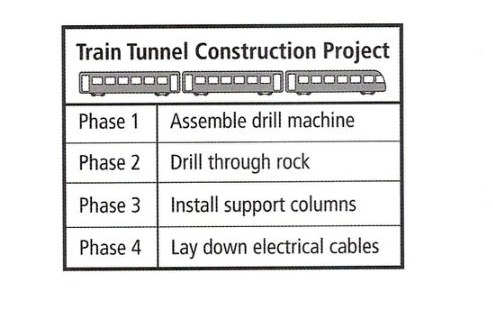 Train Tunnel Construction Project
Phase 1 Assemble drill machine
Phase 2 Drill through rock
Phase 3 Install support columns
Phase 4 Lay down electrical cables